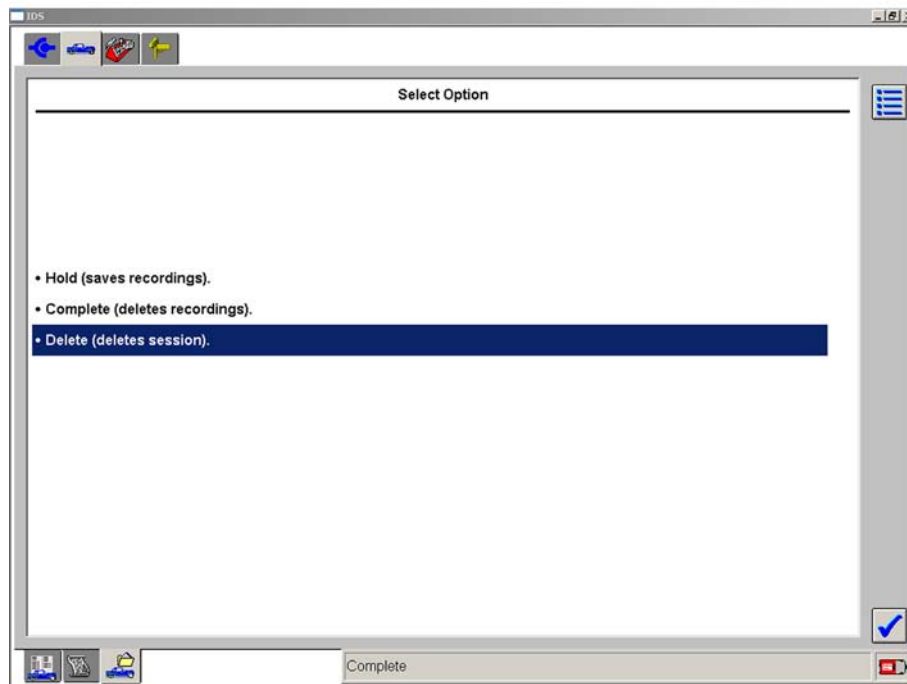 IDS
Select Option
• Hold (saves recordings).
• Complete (deletes recordings).
• Delete (deletes session).
Complete